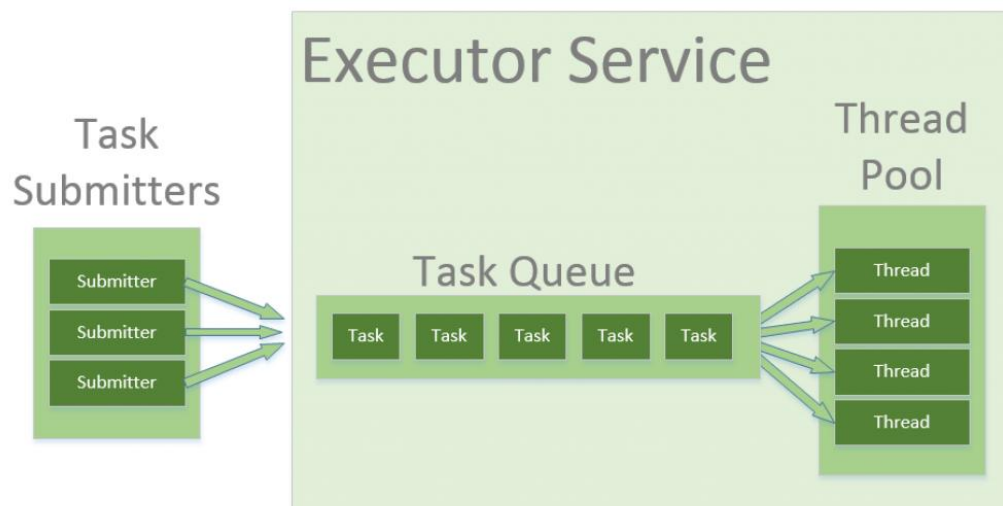 Executor Service
Task
Submitters
Submitter
Submitter
Submitter
Task Queue
Task Task Task Task Task
Thread
Pool
Thread
Thread
Thread
Thread